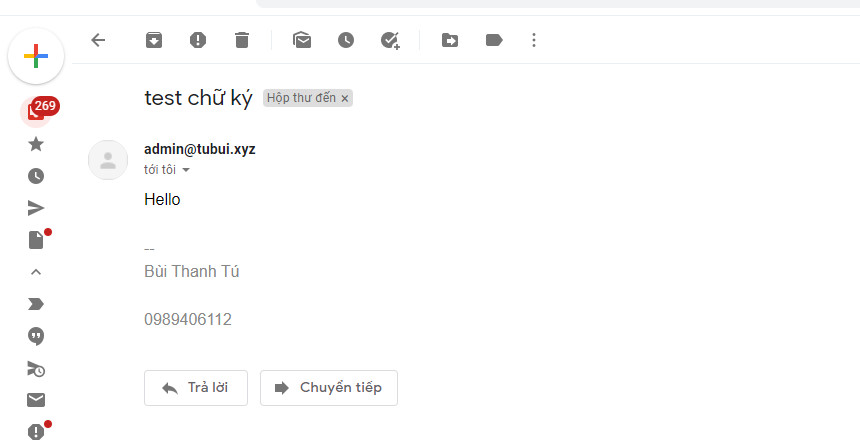 test chữ ký Hộp thư đến ×
269
admin@tubui.xyz
tới tôi
Hello
--
Bùi Thanh Tú
0989406112
Trả lời Chuyển tiếp